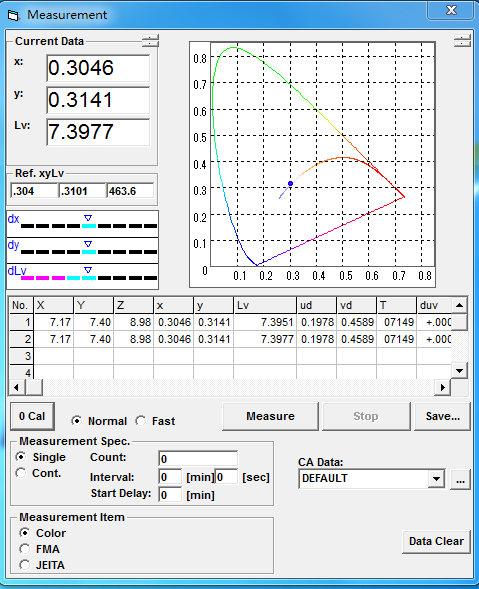 Measurement
Current Data
x: 0.3046
y: 0.3141
Lv: 7.3977
Ref. xyLv
.304 .3101 463.6
dx
dy
dLv
0.8
0.7
0.6
0.5
0.4
0.3
0.2
0.1
0
0.1 0.2 0.3 0.4 0.5 0.6 0.7 0.8
No. X Y Z x y Lv ud vd T duv
1 7.17 7.40 8.98 0.3046 0.3141 7.3951 0.1978 0.4589 07149 +.000
2 7.17 7.40 8.98 0.3046 0.3141 7.3977 0.1978 0.4589 07149 +.000
3
4
0 Cal Normal Fast Measure Stop Save...
Measurement Spec.
Single Count: 0
Cont. Interval: 0 [min] 0 [sec]
Start Delay: 0 [min]
CA Data:
DEFAULT ...
Measurement Item
Color
FMA
JEITA
Data Clear